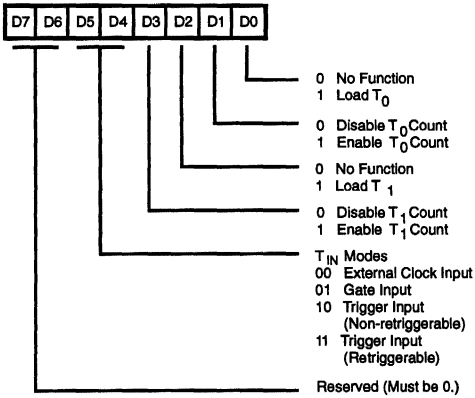 D7 D6 D5 D4 D3 D2 D1 D0
0 No Function
1 Load T0
0 Disable T0 Count
1 Enable T0 Count
0 No Function
1 Load T1
0 Disable T1 Count
1 Enable T1 Count
TIN Modes
00 External Clock Input
01 Gate Input
10 Trigger Input
(Non-retriggerable)
11 Trigger Input
(Retriggerable)
Reserved (Must be 0.)